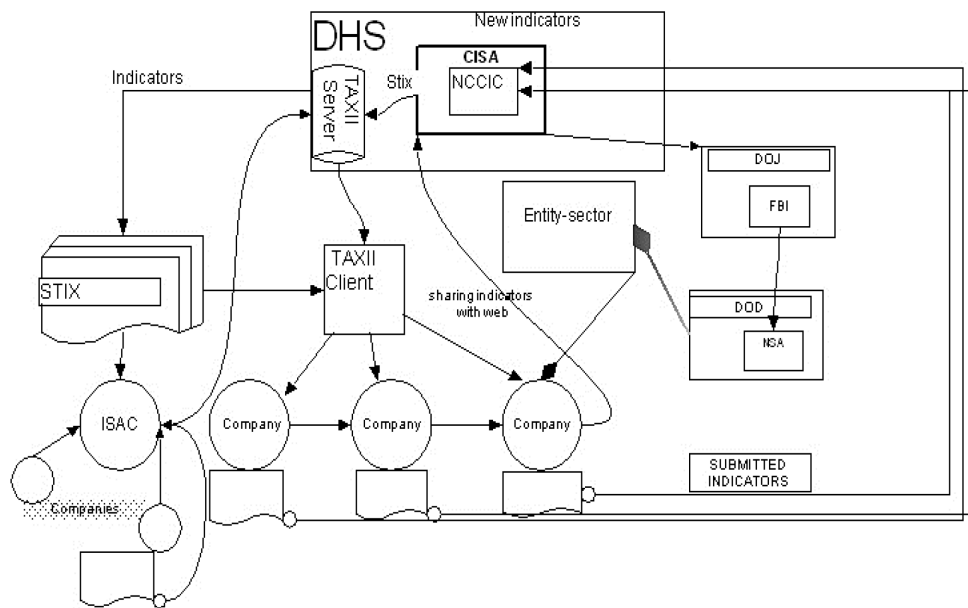 New indicators
DHS
CISA
NCCIC
Stix
TAXII
Server
Indicators
DOJ
FBI
Entity-sector
TAXII
Client
STIX
sharing indicators
with web
DOD
NSA
ISAC
Company
Company
Company
SUBMITTED
INDICATORS
Companies